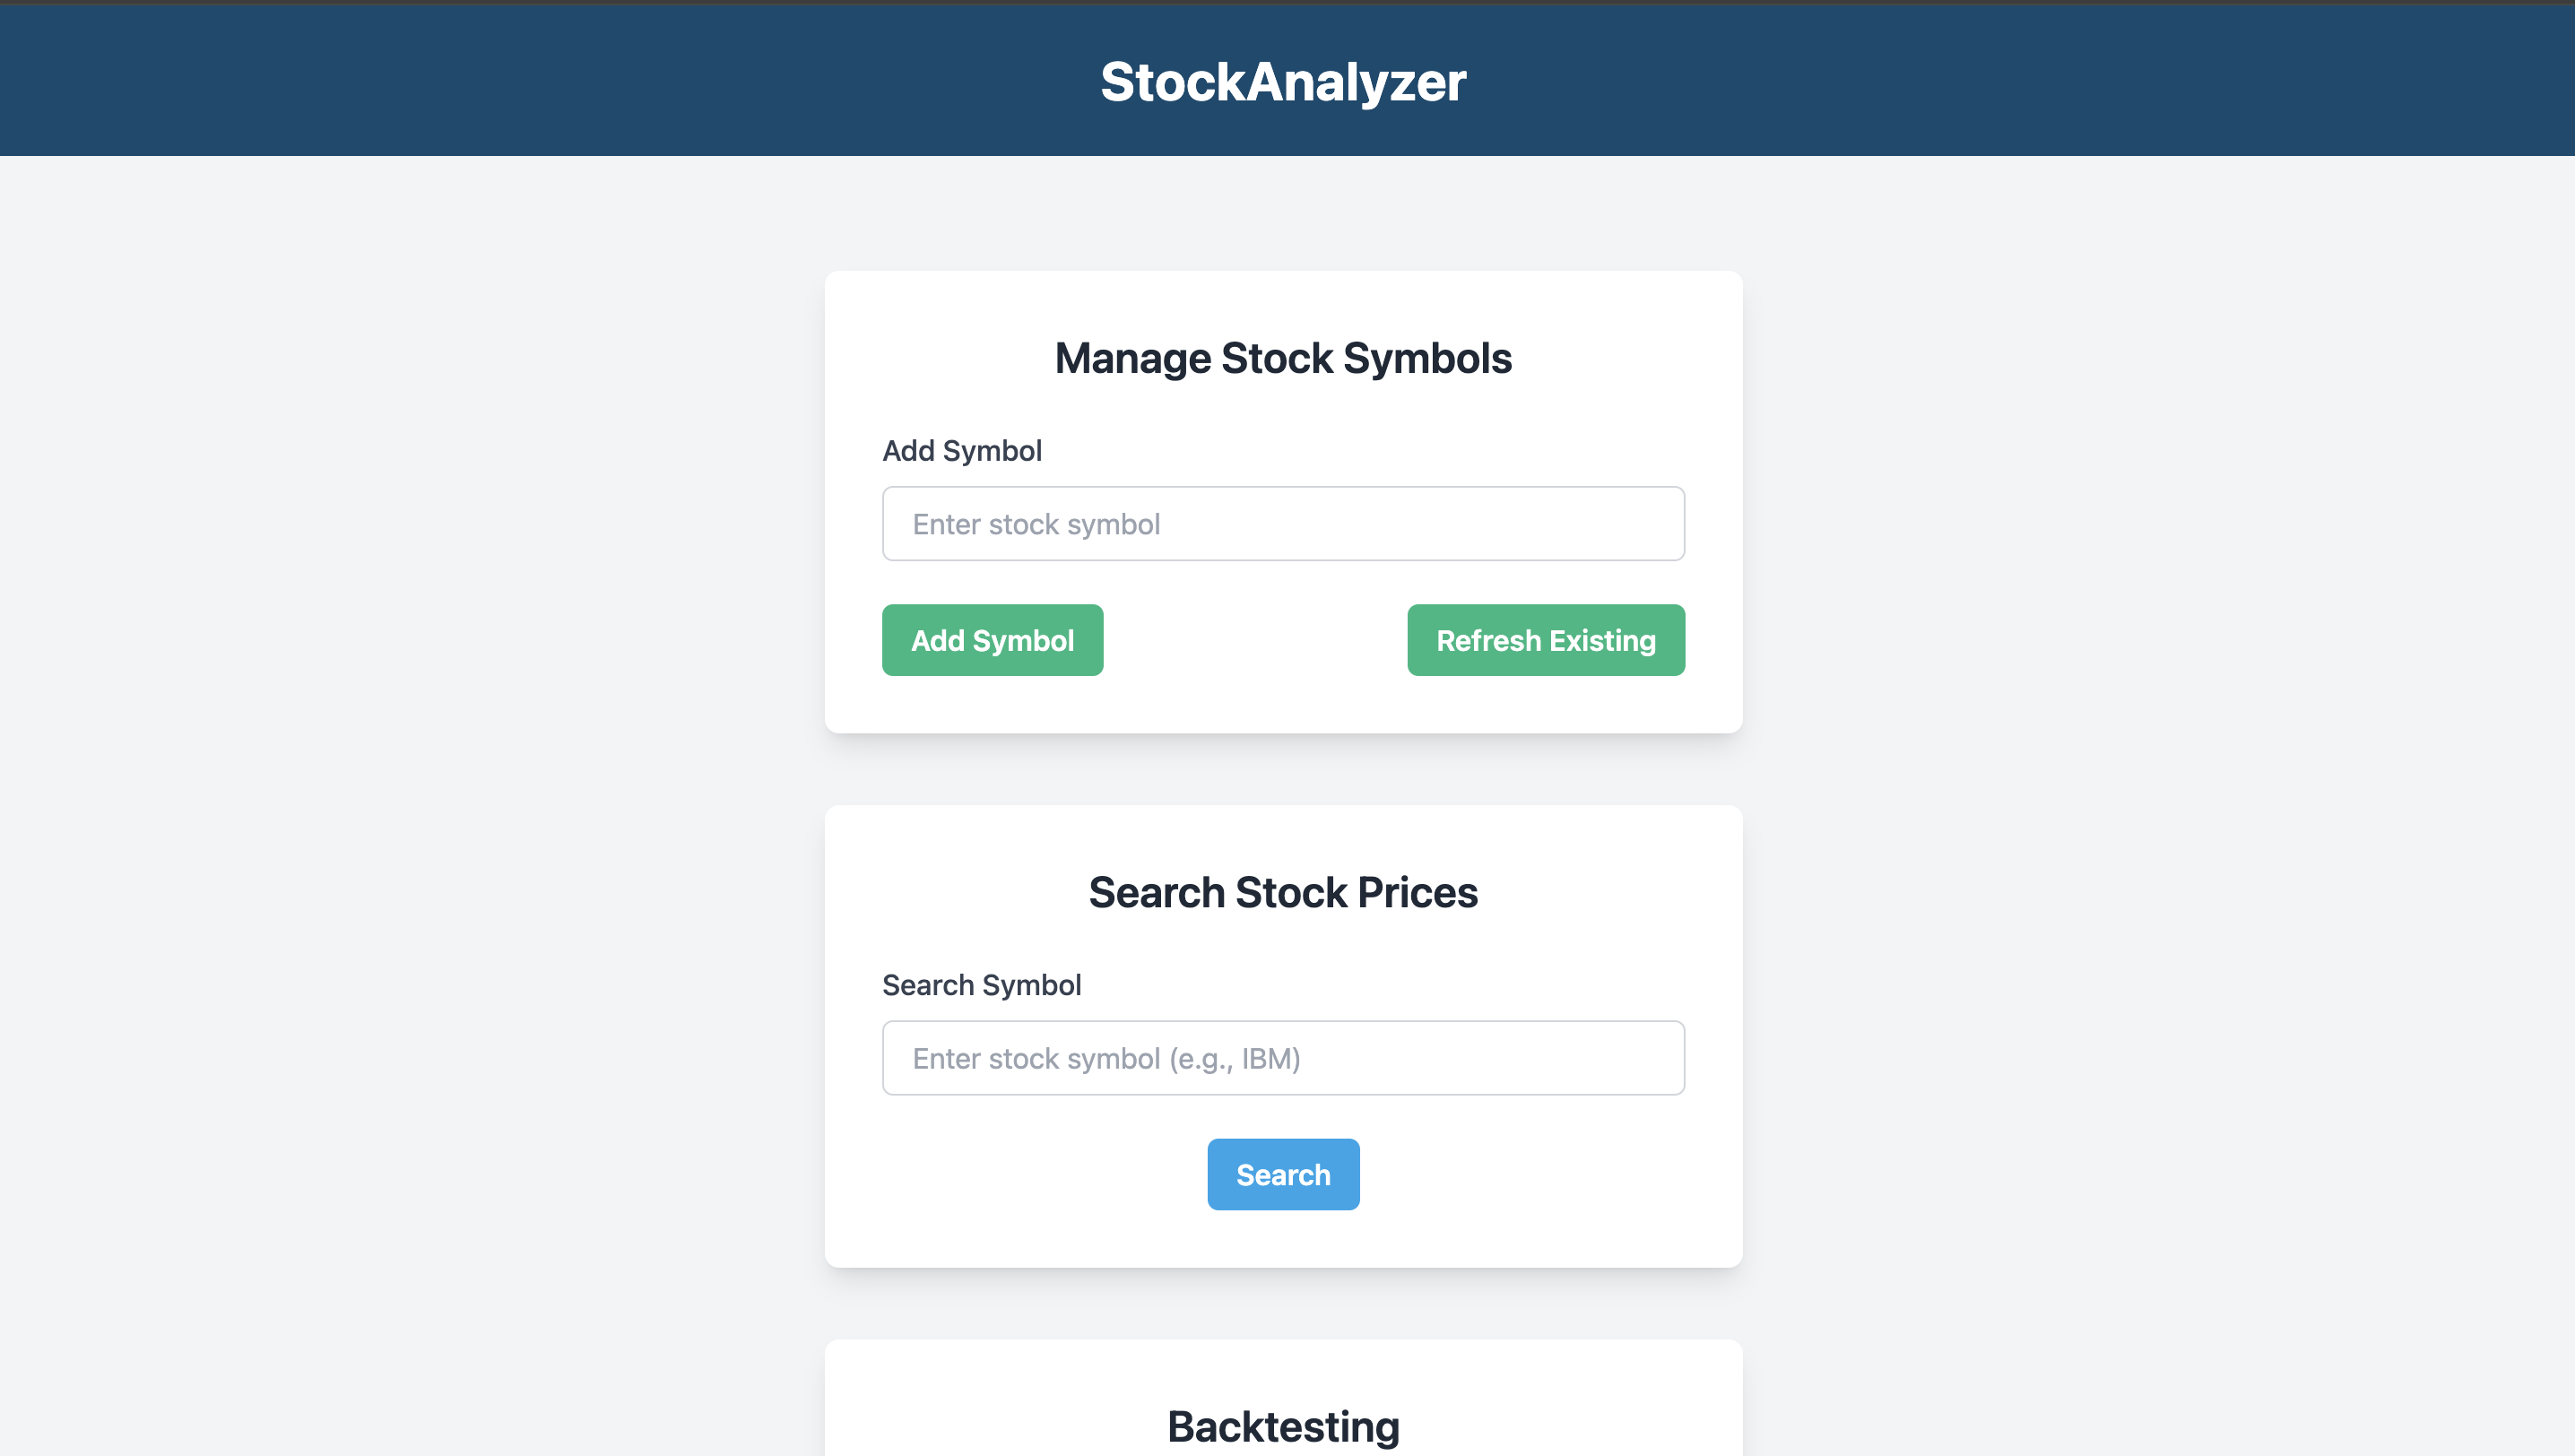 StockAnalyzer
Manage Stock Symbols
Add Symbol
Enter stock symbol
Add Symbol Refresh Existing
Search Stock Prices
Search Symbol
Enter stock symbol (e.g., IBM)
Search
Backtesting